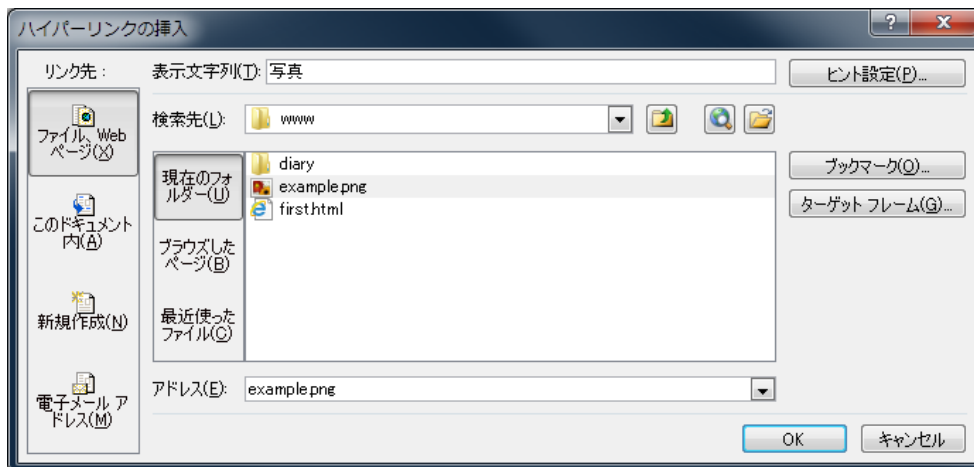 ハイパーリンクの挿入
リンク先：
表示文字列(T): 写真
ヒント設定(P)...
ファイル、Web
ページ(X)
検索先(L): www
現在のフォ
ルダー(U)
diary
example.png
first.html
ブックマーク(O)...
ターゲット フレーム(G)...
このドキュメント
内(A)
ブラウズした
ページ(B)
新規作成(N)
最近使った
ファイル(C)
電子メール ア
ドレス(M)
アドレス(E): example.png
OK
キャンセル